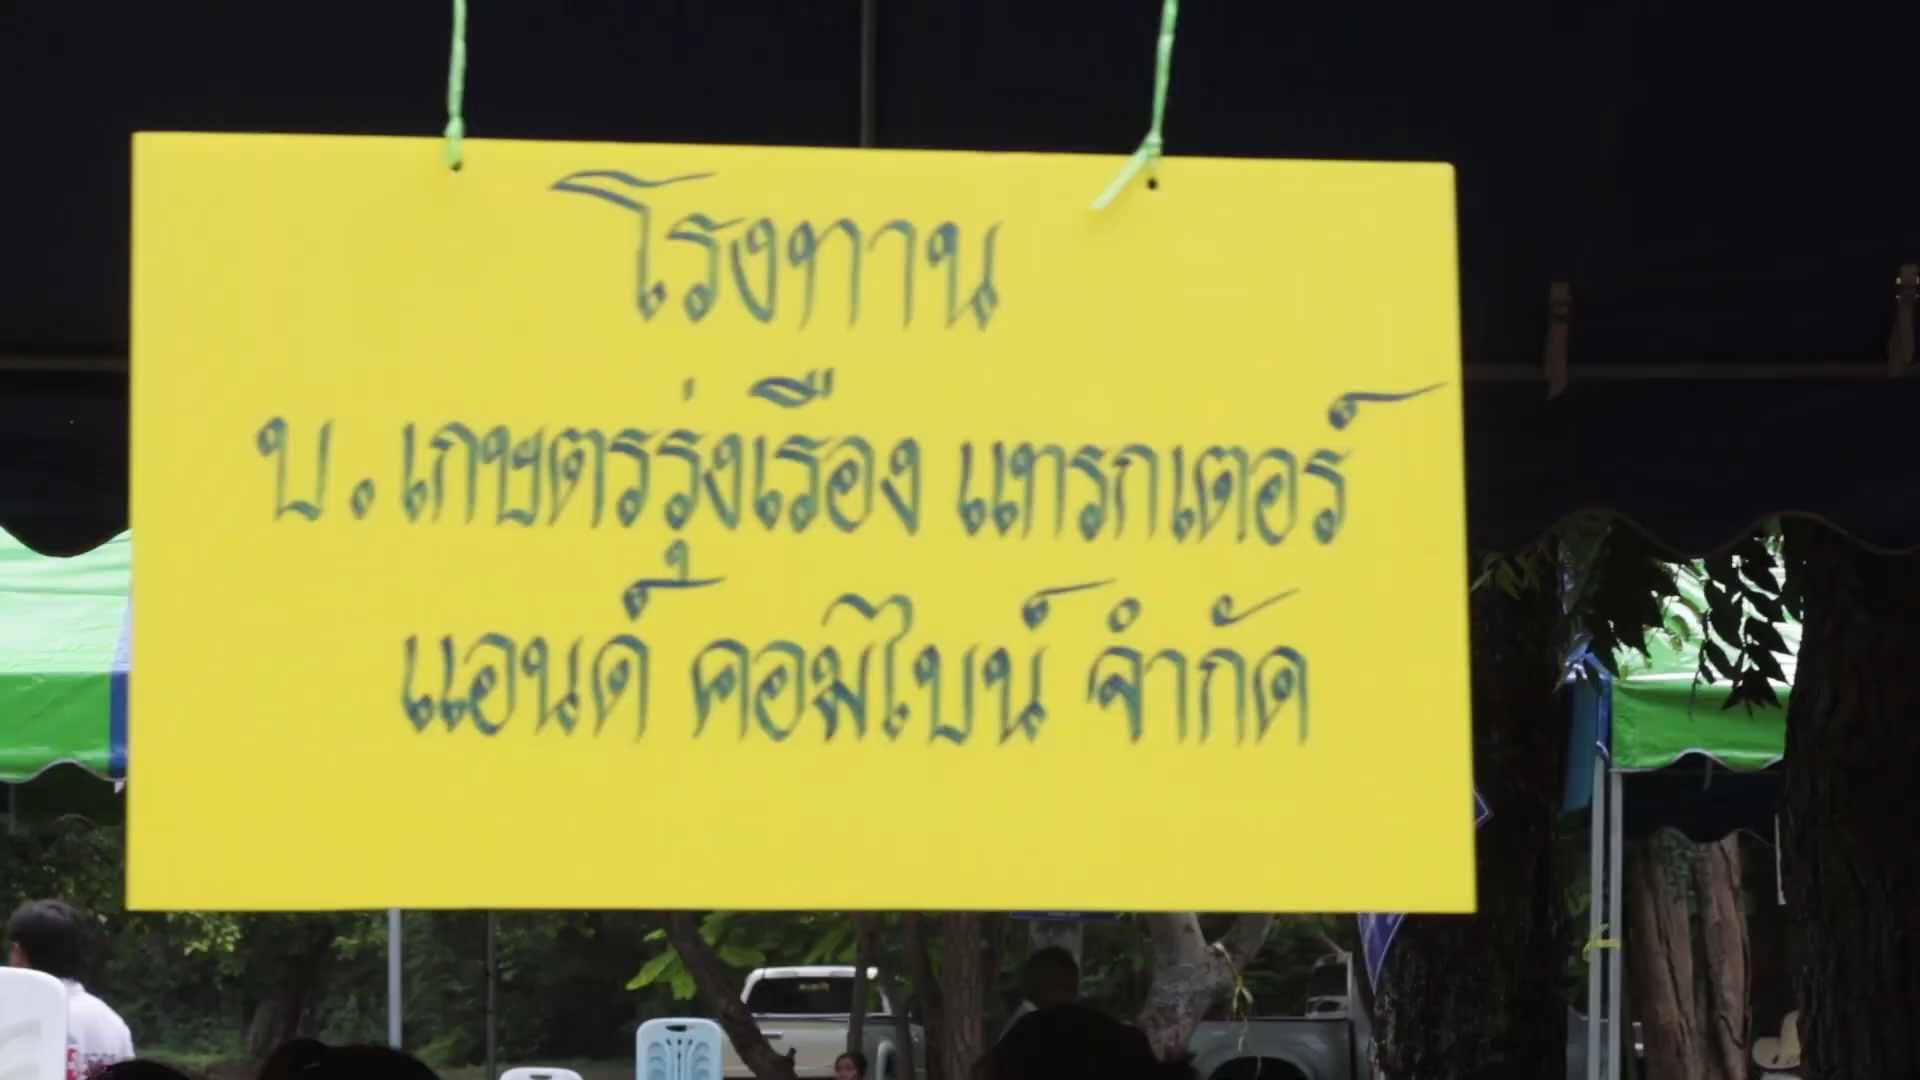 โรงทาน
บ.เกษตรรุ่งเรือง แทรกเตอร์
แอนด์ คอมไบน์ จำกัด